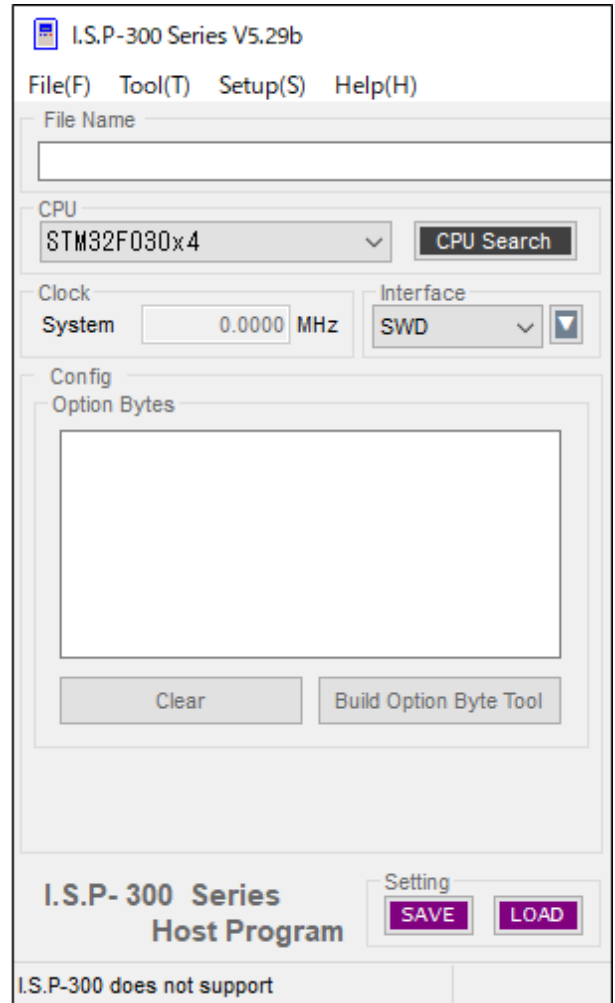 I.S.P-300 Series V5.29b
File(F) Tool(T) Setup(S) Help(H)
File Name
CPU
STM32F030x4 CPU Search
Clock Interface
System 0.0000 MHz SWD
Config
Option Bytes
Clear Build Option Byte Tool
I.S.P- 300 Series
Host Program
Setting
SAVE LOAD
I.S.P-300 does not support